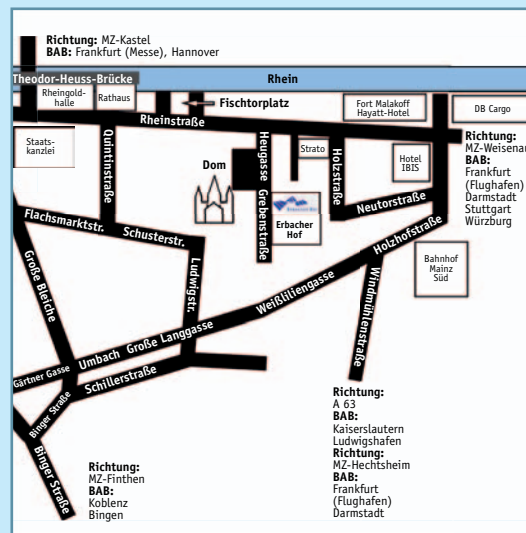 Richtung: MZ-Kastel
BAB: Frankfurt (Messe), Hannover
Theodor-Heuss-Brücke
Rhein
Rheingold-
halle
Rathaus
Fischtorplatz
Fort Malakoff
Hayatt-Hotel
DB Cargo
Rheinstraße
Staats-
kanzlei
Quintinstraße
Dom
Heugasse
Grebenstraße
Strato
Holzstraße
Hotel
IBIS
Richtung:
MZ-Weisenau
BAB:
Frankfurt
(Flughafen)
Darmstadt
Stuttgart
Würzburg
Erbacher
Hof
Neutorstraße
Flachsmarktstr.
Schusterstr.
Ludwigstr.
Große Bleiche
Holzhofstraße
Bahnhof
Mainz
Süd
Weißliliengasse
Windmühlenstraße
Gärtner Gasse
Umbach
Große Langgasse
Schillerstraße
Binger Straße
Binger Straße
Richtung:
MZ-Finthen
BAB:
Koblenz
Bingen
Richtung:
A 63
BAB:
Kaiserslautern
Ludwigshafen
Richtung:
MZ-Hechtsheim
BAB:
Frankfurt
(Flughafen)
Darmstadt